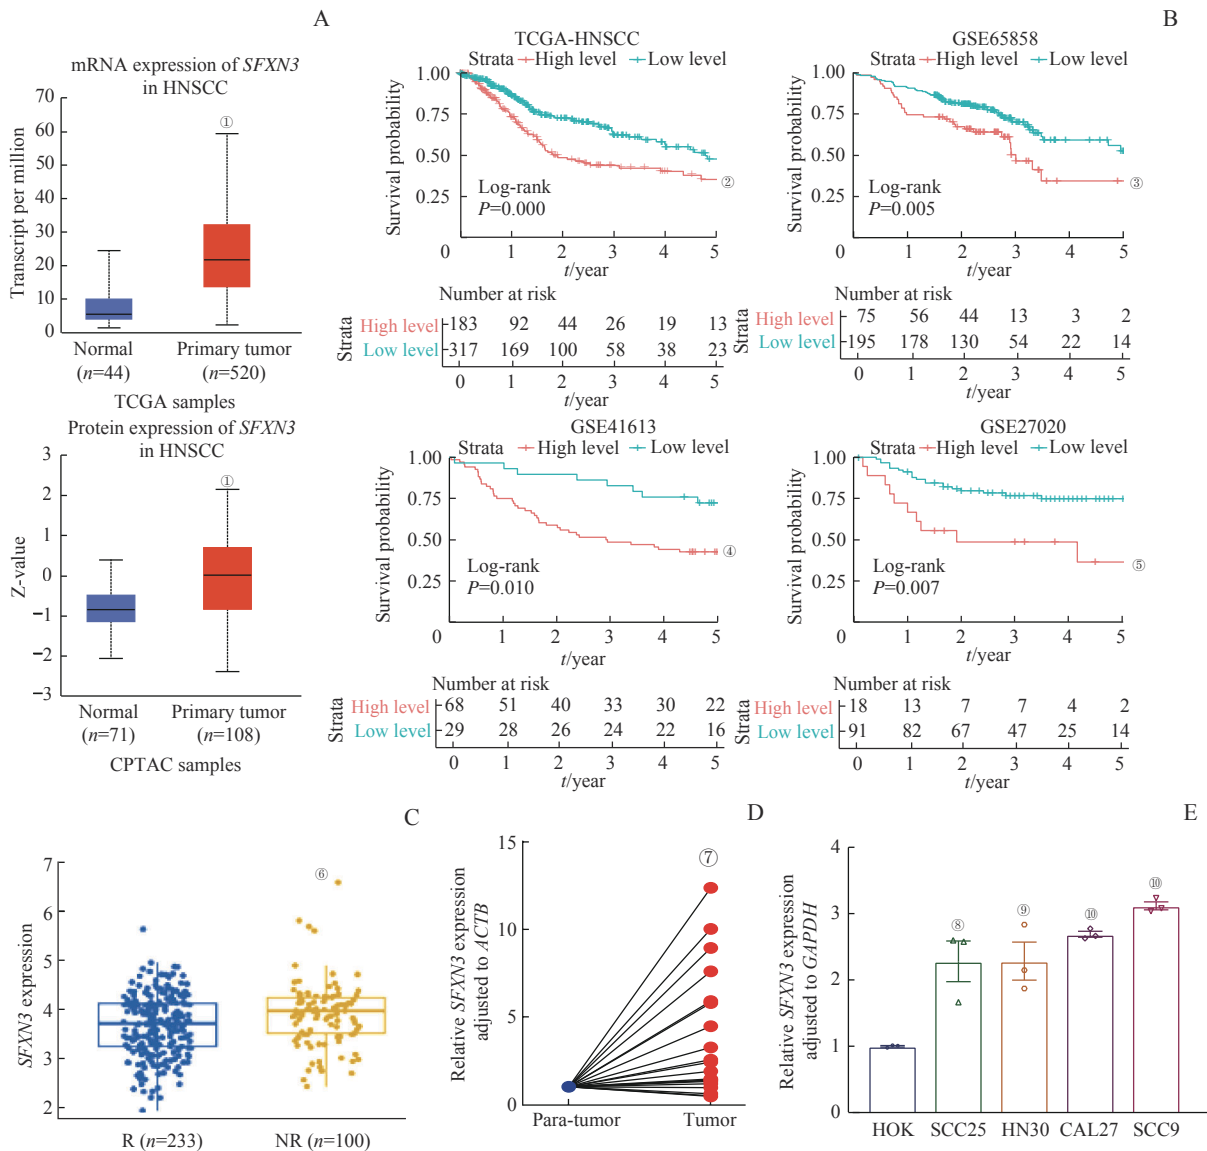 A
mRNA expression of SFXN3
in HNSCC
Transcript per million
70
60
50
40
30
20
10
0
①
Normal
(n=44)
Primary tumor
(n=520)
TCGA samples
Protein expression of SFXN3
in HNSCC
Z-value
3
2
1
0
−1
−2
−3
①
Normal
(n=71)
Primary tumor
(n=108)
CPTAC samples
B
TCGA-HNSCC
Strata High level Low level
Survival probability
1.00
0.75
0.50
0.25
Log-rank
P=0.000
②
0 1 2 3 4 5
t/year
Number at risk
Strata
High level 183 92 44 26 19 13
Low level 317 169 100 58 38 23
0 1 2 3 4 5
t/year
GSE65858
Strata High level Low level
Survival probability
1.00
0.75
0.50
0.25
Log-rank
P=0.005
③
0 1 2 3 4 5
t/year
Number at risk
Strata
High level 75 56 44 13 3 2
Low level 195 178 130 54 22 14
0 1 2 3 4 5
t/year
GSE41613
Strata High level Low level
Survival probability
1.00
0.75
0.50
0.25
Log-rank
P=0.010
④
0 1 2 3 4 5
t/year
Number at risk
Strata
High level 68 51 40 33 30 22
Low level 29 28 26 24 22 16
0 1 2 3 4 5
t/year
GSE27020
Strata High level Low level
Survival probability
1.00
0.75
0.50
0.25
Log-rank
P=0.007
⑤
0 1 2 3 4 5
t/year
Number at risk
Strata
High level 18 13 7 7 4 2
Low level 91 82 67 47 25 14
0 1 2 3 4 5
t/year
C
SFXN3 expression
7
6
5
4
3
2
⑥
R (n=233)
NR (n=100)
D
Relative SFXN3 expression
adjusted to ACTB
15
10
5
0
⑦
Para-tumor
Tumor
E
Relative SFXN3 expression
adjusted to GAPDH
4
3
2
1
0
⑧
⑨
⑩
⑩
HOK SCC25 HN30 CAL27 SCC9